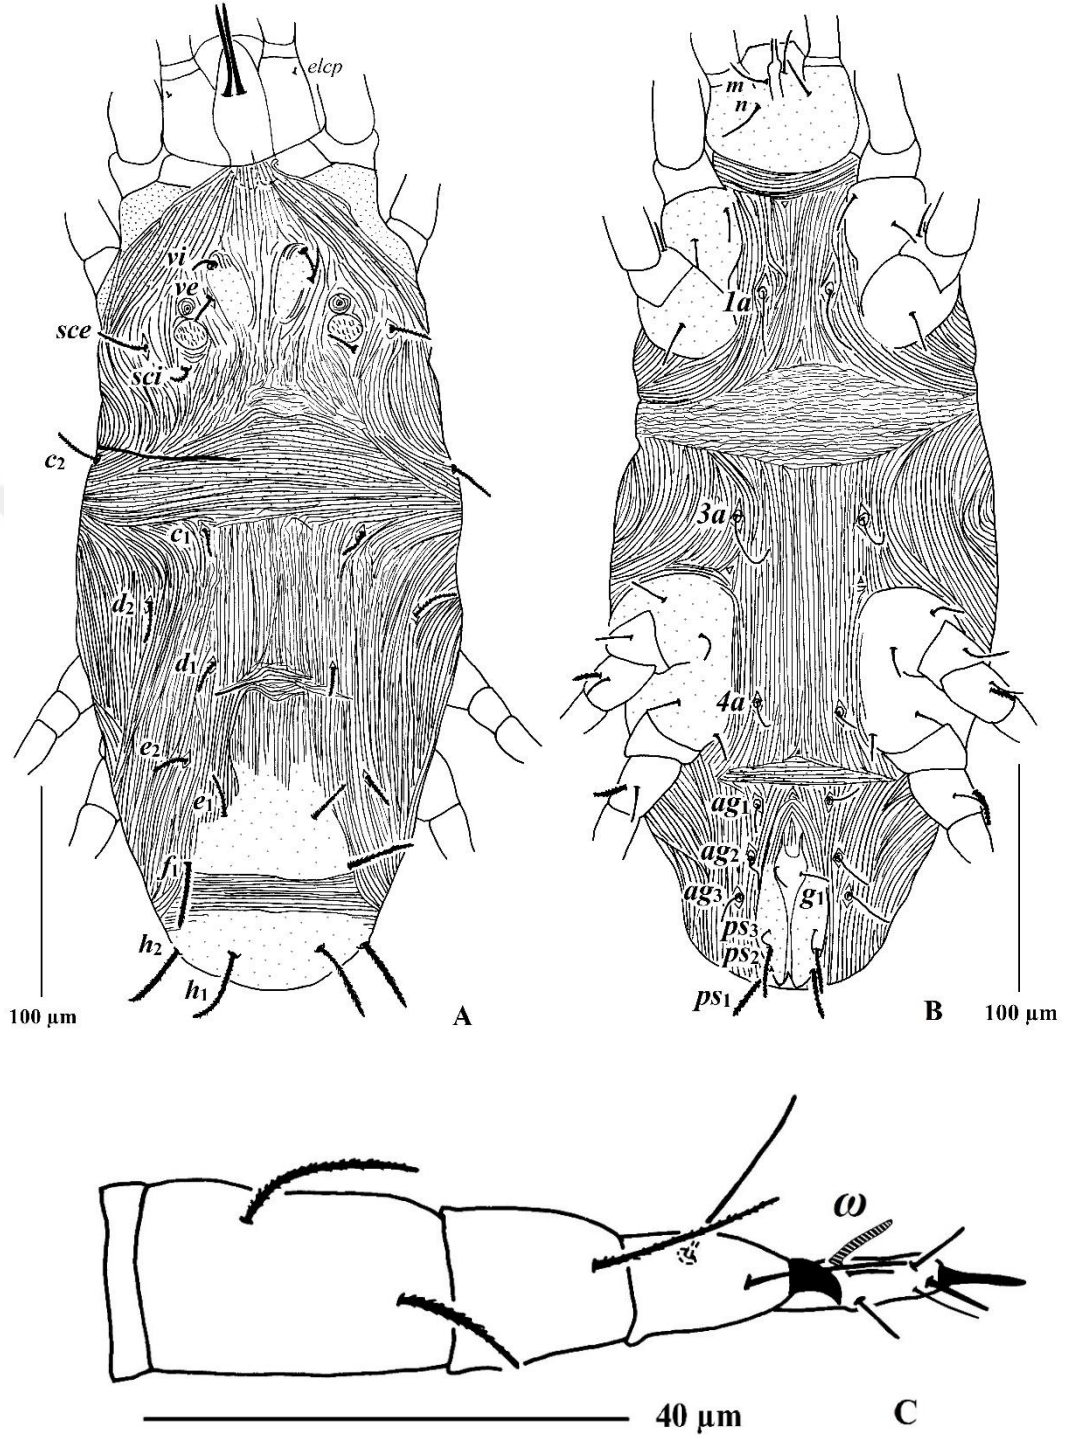 elcp
vi
ve
sce
sci
c2
c1
d2
d1
e2
e1
f1
h2
h1
100 µm
A
m
n
1a
3a
4a
ag1
ag2
ag3
g1
ps3
ps2
ps1
B
100 µm
ω
40 µm
C